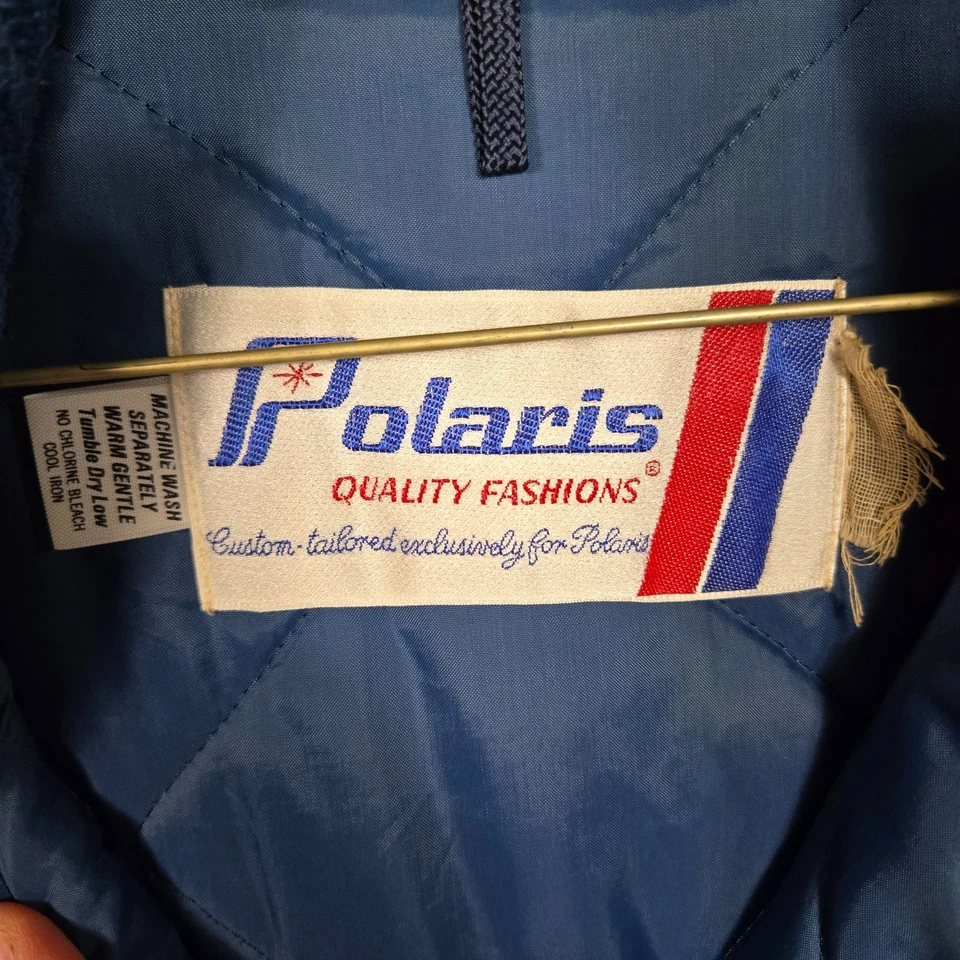 Polaris
QUALITY FASHIONS®
Custom-tailored exclusively for Polaris
MACHINE WASH
SEPARATELY
WARM GENTLE
Tumble Dry Low
NO CHLORINE BLEACH
COOL IRON